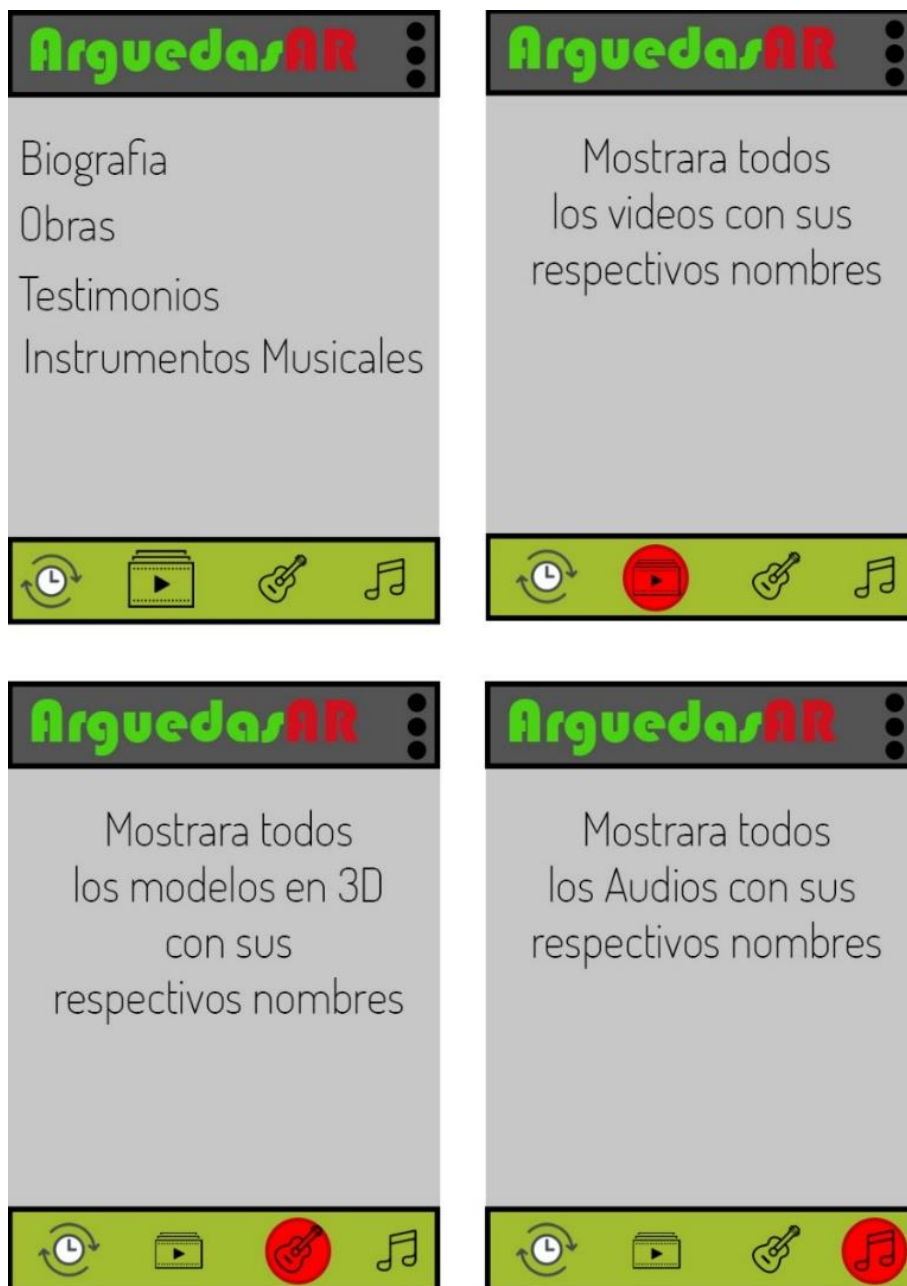 ArguedasAR
Biografia
Obras
Testimonios
Instrumentos Musicales
ArguedasAR
Mostrara todos
los videos con sus
respectivos nombres
ArguedasAR
Mostrara todos
los modelos en 3D
con sus
respectivos nombres
ArguedasAR
Mostrara todos
los Audios con sus
respectivos nombres